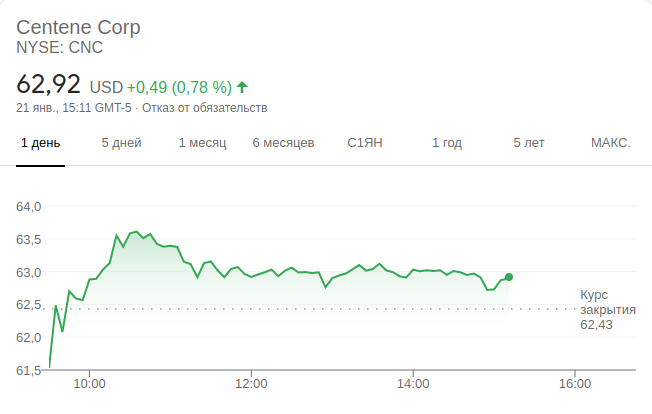 Centene Corp
NYSE: CNC
62,92 USD +0,49 (0,78 %)
21 янв., 15:11 GMT-5 · Отказ от обязательств
1 день 5 дней 1 месяц 6 месяцев С1ЯН 1 год 5 лет МАКС.
64,0
63,5
63,0
62,5
62,0
61,5
Курс
закрытия
62,43
10:00 12:00 14:00 16:00